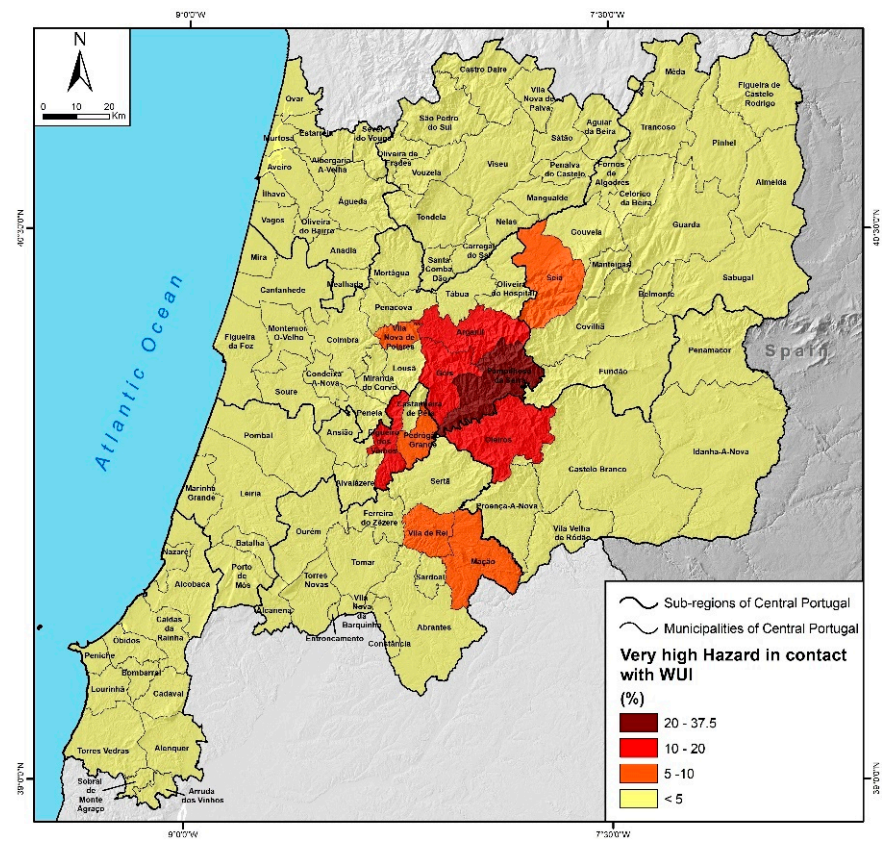 9°0'0"W
7°30'0"W
N
0 10 20
Km
40°30'0"N
40°30'0"N
39°0'0"N
39°0'0"N
9°0'0"W
7°30'0"W
Atlantic Ocean
Spain
Castro Daire
Mêda
Figueira de
Castelo
Rodrigo
Vila
Nova de
Paiva
Ovar
São Pedro
do Sul
Aguiar
da Beira
Trancoso
Murtosa
Estarreja
Sever
do Vouga
Sátão
Pinhel
Oliveira de
Frades
Albergaria
A-Velha
Viseu
Aveiro
Vouzela
Penalva
do Castelo
Fornos
de
Algodres
Almeida
Ílhavo
Águeda
Mangualde
Celorico
da Beira
Vagos
Oliveira
do Bairro
Tondela
Nelas
Gouveia
Guarda
Anadia
Carregal
do Sal
Mira
Santa
Comba
Dão
Manteigas
Mortágua
Seia
Sabugal
Cantanhede
Mealhada
Oliveira
do Hospital
Tábua
Belmonte
Penacova
Covilhã
Figueira
da Foz
Montemor
O-Velho
Coimbra
Vila
Nova de
Poiares
Arganil
Penamacor
Lousã
Góis
Fundão
Condeixa
A-Nova
Miranda
do Corvo
Soure
Penela
Castanheira
de Pêra
Pombal
Ansião
Figueiró
dos
Vinhos
Pedrógão
Grande
Oleiros
Idanha-A-Nova
Castelo Branco
Alvaiázere
Sertã
Marinha
Grande
Leiria
Proença-A-Nova
Ferreira
do Zêzere
Ourém
Vila de Rei
Vila Velha
de Ródão
Batalha
Nazaré
Tomar
Mação
Porto
de
Mós
Torres
Novas
Sardoal
Alcobaça
Vila
Nova
da
Barquinha
Alcanena
Caldas
da
Rainha
Abrantes
Entroncamento
Constância
Óbidos
Peniche
Bombarral
Lourinhã
Cadaval
Torres Vedras
Alenquer
Sobral
de
Monte
Agraço
Arruda
dos Vinhos
Sub-regions of Central Portugal
Municipalities of Central Portugal
Very high Hazard in contact
with WUI
(%)
20 - 37.5
10 - 20
5 -10
< 5